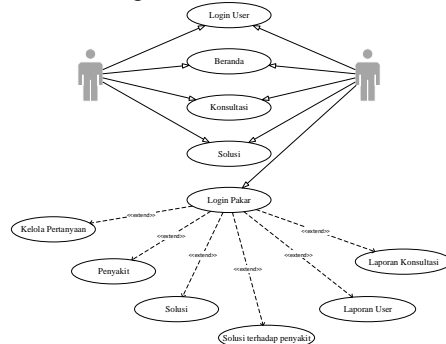 Login User
Beranda
Konsultasi
Solusi
Login Pakar
<<extend>>
<<extend>>
<<extend>>
<<extend>>
<<extend>>
<<extend>>
Kelola Pertanyaan
Penyakit
Laporan Konsultasi
Solusi
Laporan User
Solusi terhadap penyakit